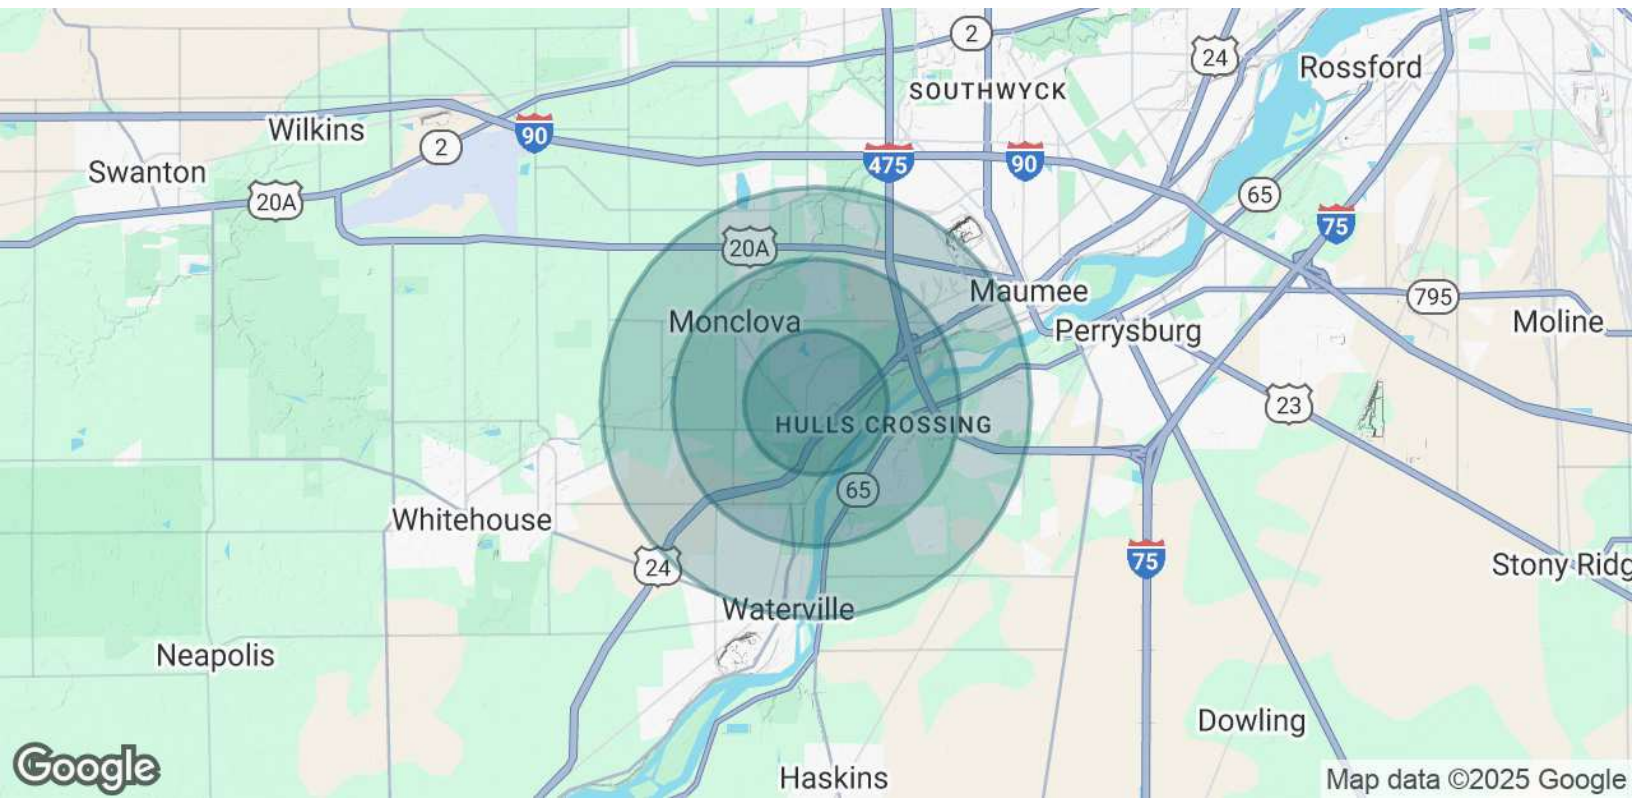 2
24
Rossford
SOUTHWYCK
Wilkins
90
2
475
90
Swanton
20A
65
75
20A
Maumee
795
Monclova
Perrysburg
Moline
23
HULLS CROSSING
65
Whitehouse
24
75
Stony Ridg
Waterville
Neapolis
Dowling
Google
Haskins
Map data ©2025 Google